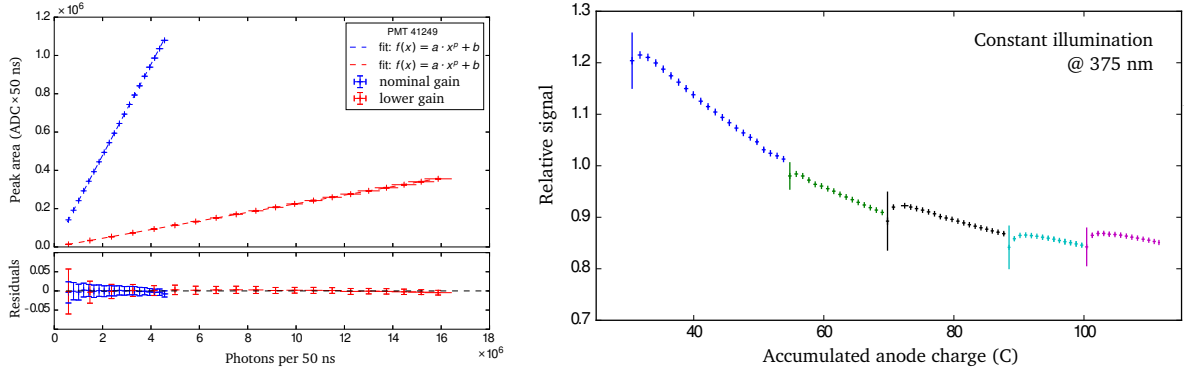 1.2
×10⁶
1.0
0.8
0.6
0.4
0.2
0.0
Peak area (ADC×50 ns)
PMT 41249
fit: f(x) = a · xᵖ + b
fit: f(x) = a · xᵖ + b
nominal gain
lower gain
0.05
0
-0.05
Residuals
0 2 4 6 8 10 12 14 16 18
×10⁶
Photons per 50 ns
1.3
1.2
1.1
1.0
0.9
0.8
0.7
Relative signal
Constant illumination
@ 375 nm
40 60 80 100
Accumulated anode charge (C)